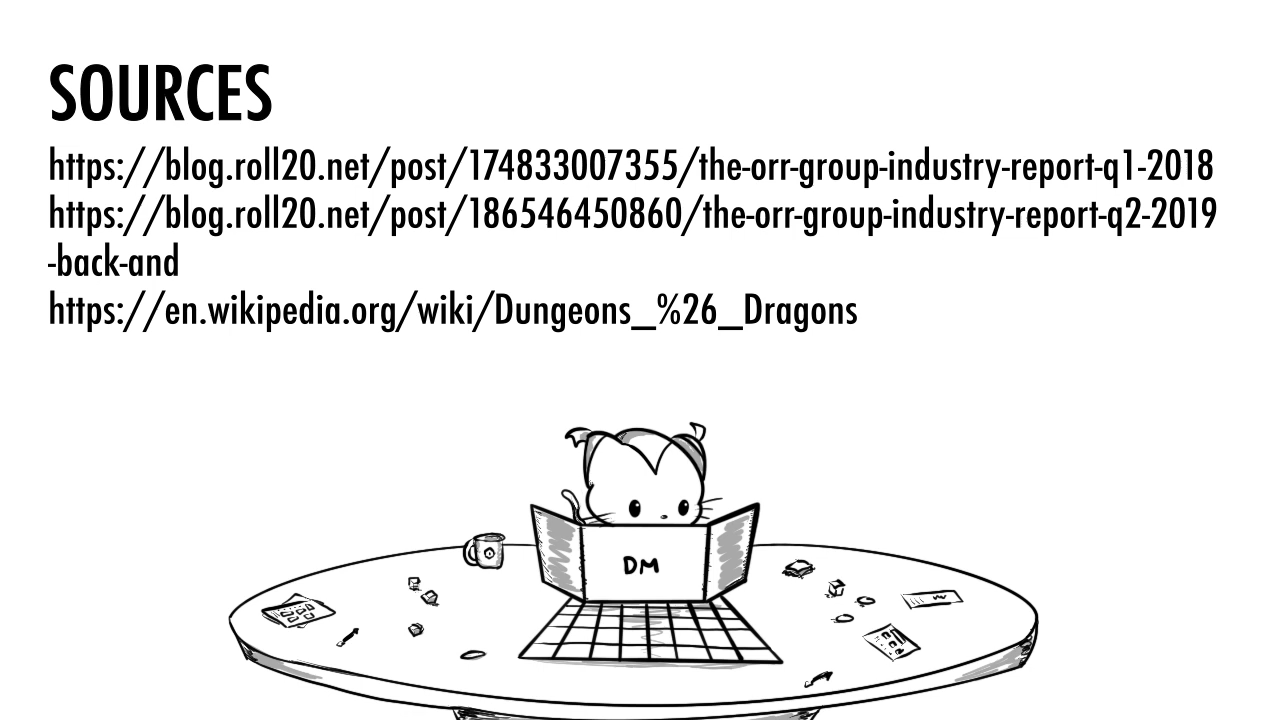 SOURCES
https://blog.roll20.net/post/174833007355/the-orr-group-industry-report-q1-2018
https://blog.roll20.net/post/186546450860/the-orr-group-industry-report-q2-2019
-back-and
https://en.wikipedia.org/wiki/Dungeons_%26_Dragons
DM